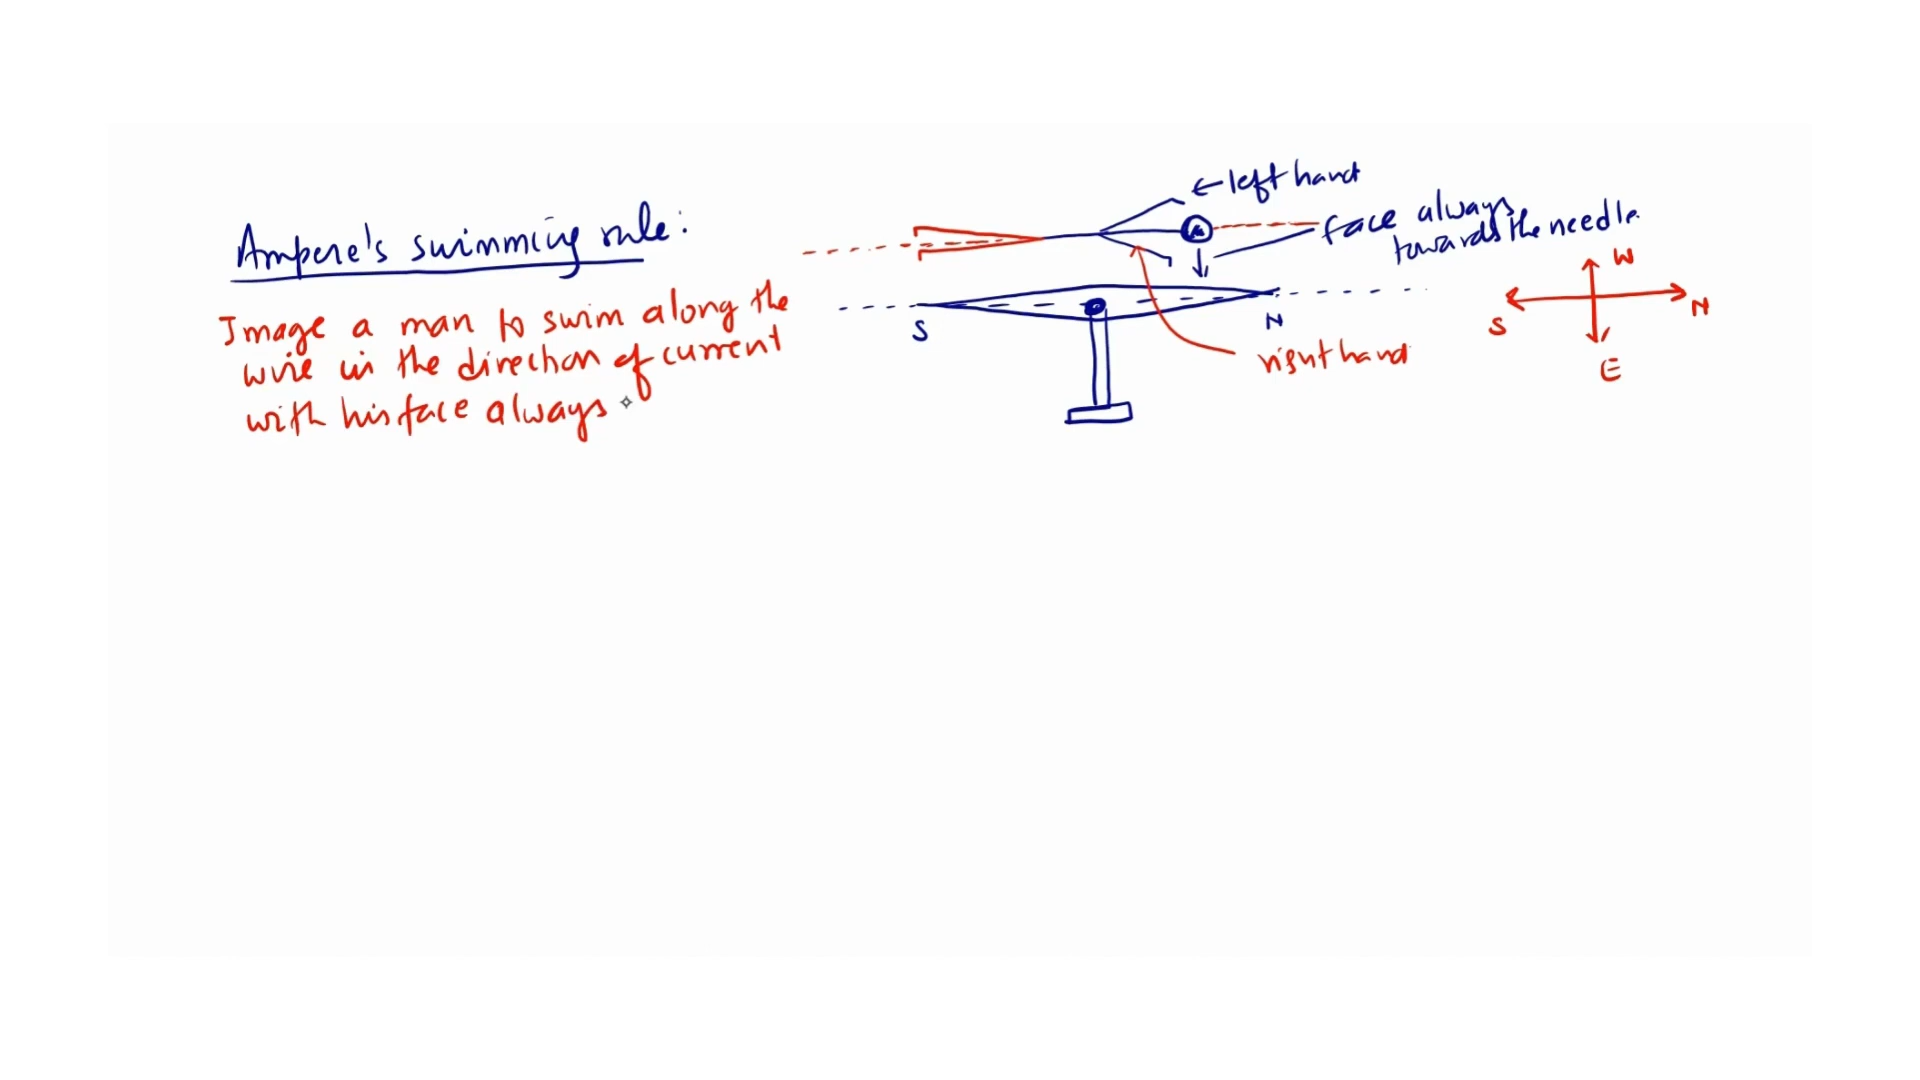 Ampere's swimming rule:
Image a man to swim along the
wire in the direction of current
with his face always
← left hand
face always
towards the needle
S
N
right hand
W
S
N
E